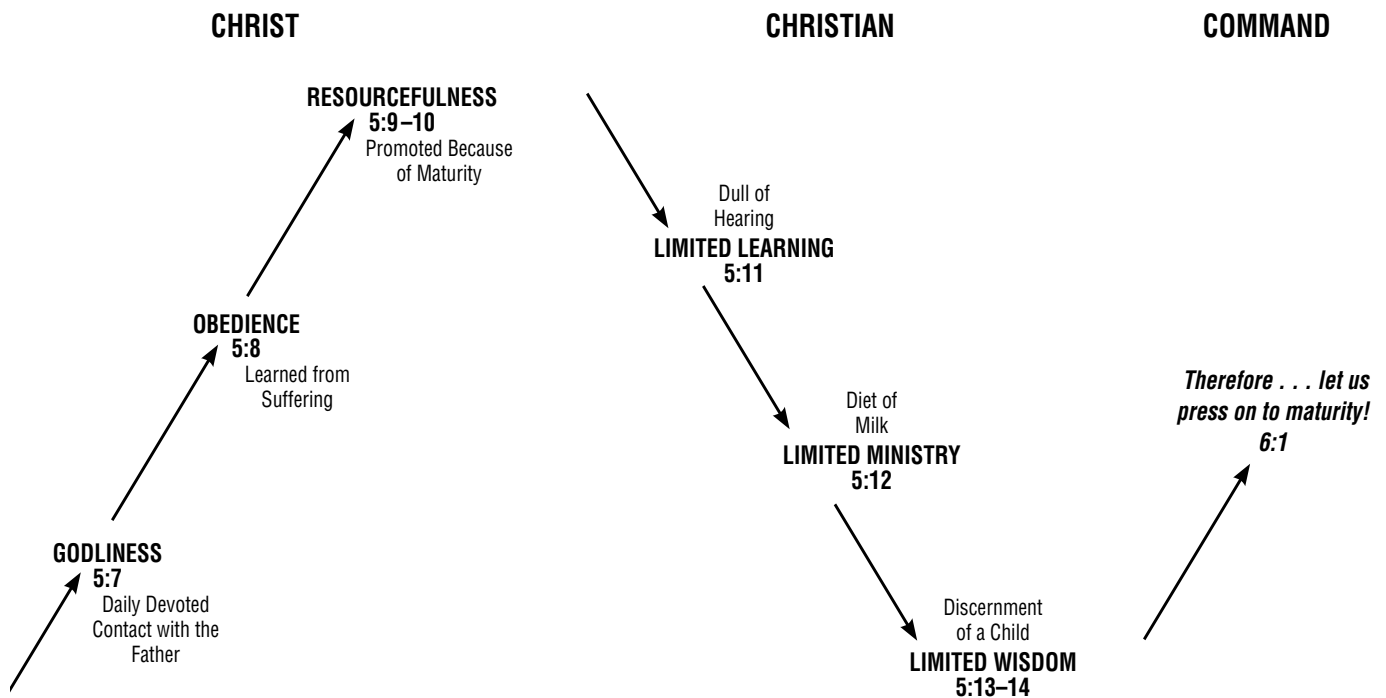 CHRIST
CHRISTIAN
COMMAND
RESOURCEFULNESS
5:9–10
Promoted Because
of Maturity
OBEDIENCE
5:8
Learned from
Suffering
GODLINESS
5:7
Daily Devoted
Contact with the
Father
Dull of
Hearing
LIMITED LEARNING
5:11
Diet of
Milk
LIMITED MINISTRY
5:12
Discernment
of a Child
LIMITED WISDOM
5:13–14
Therefore . . . let us
press on to maturity!
6:1